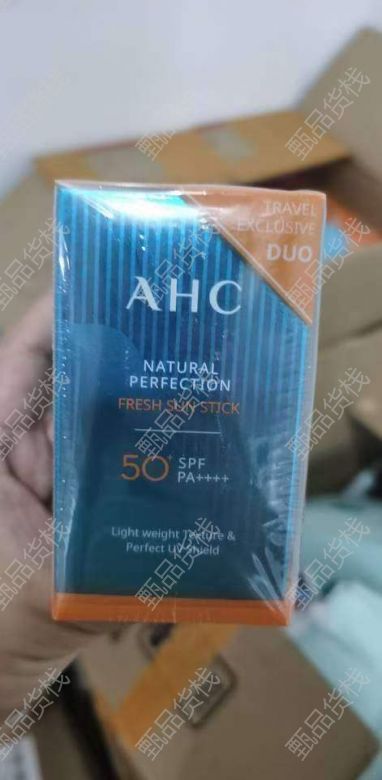 TRAVEL
EXCLUSIVE
DUO
AHC
NATURAL
PERFECTION
FRESH SUN STICK
50+ SPF
PA++++
Light weight Texture &
Perfect UV Shield
甄品货栈